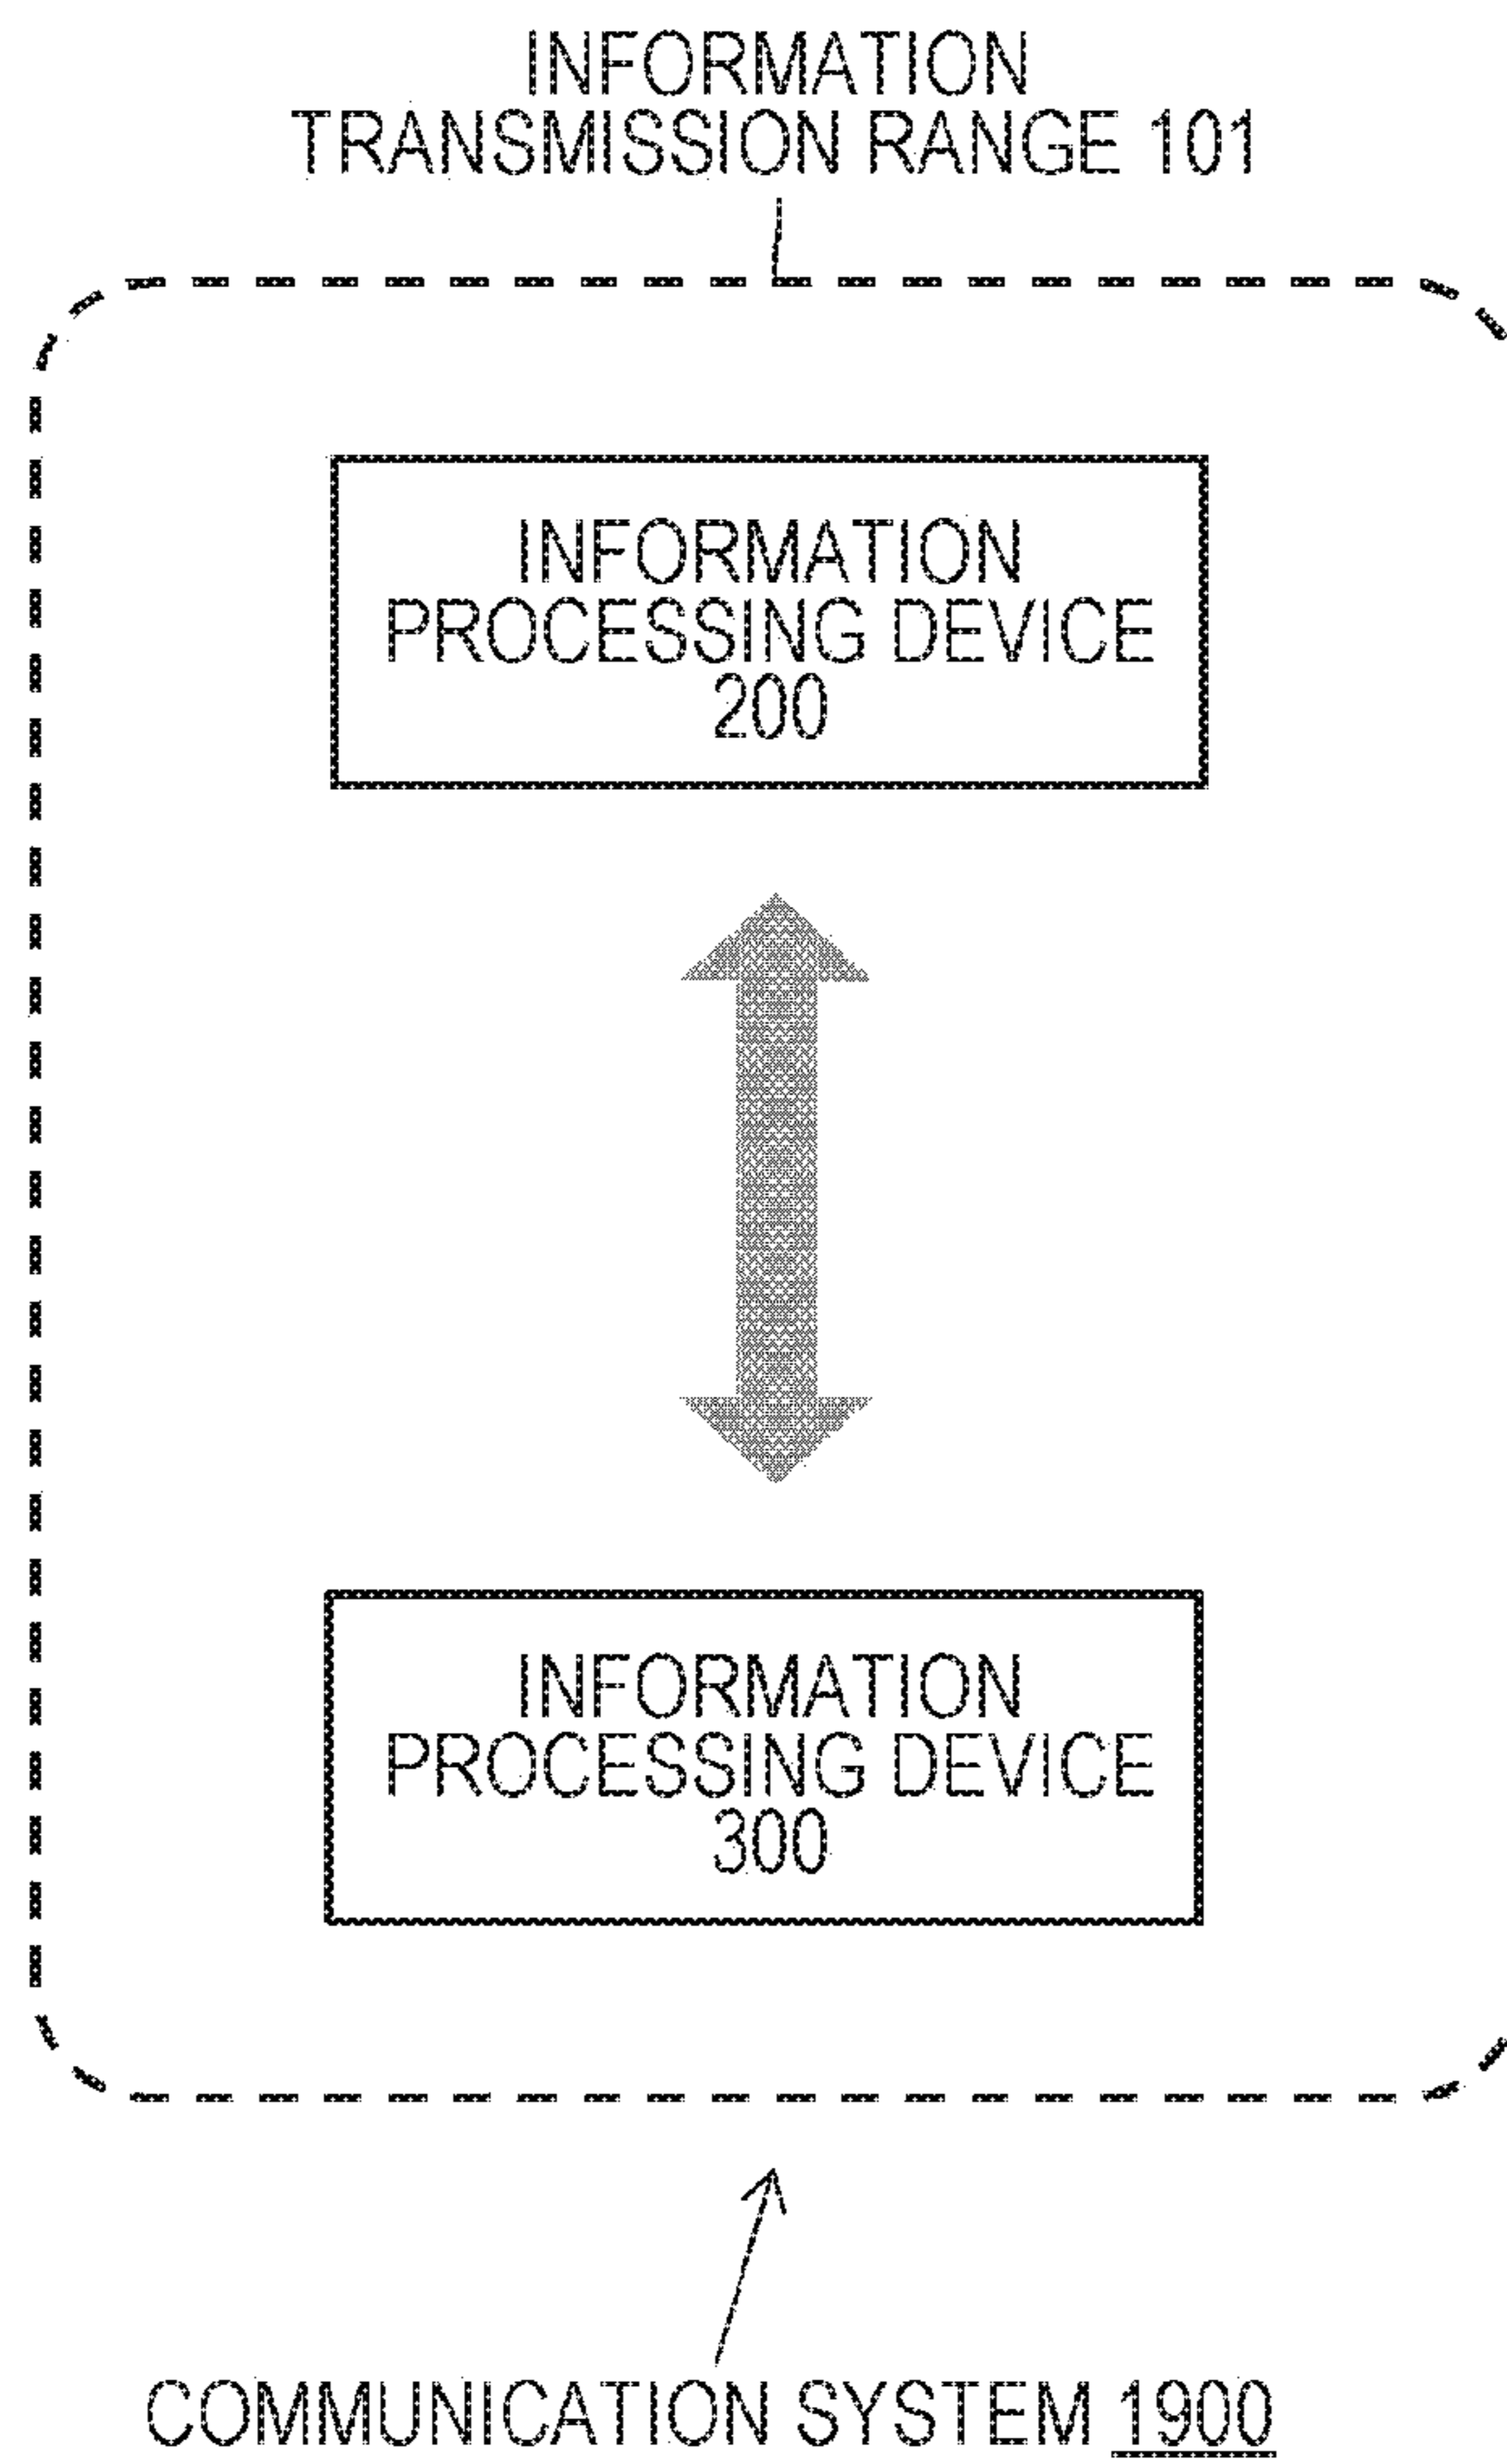 INFORMATION
TRANSMISSION RANGE 101
INFORMATION
PROCESSING DEVICE
200
INFORMATION
PROCESSING DEVICE
300
COMMUNICATION SYSTEM 1900